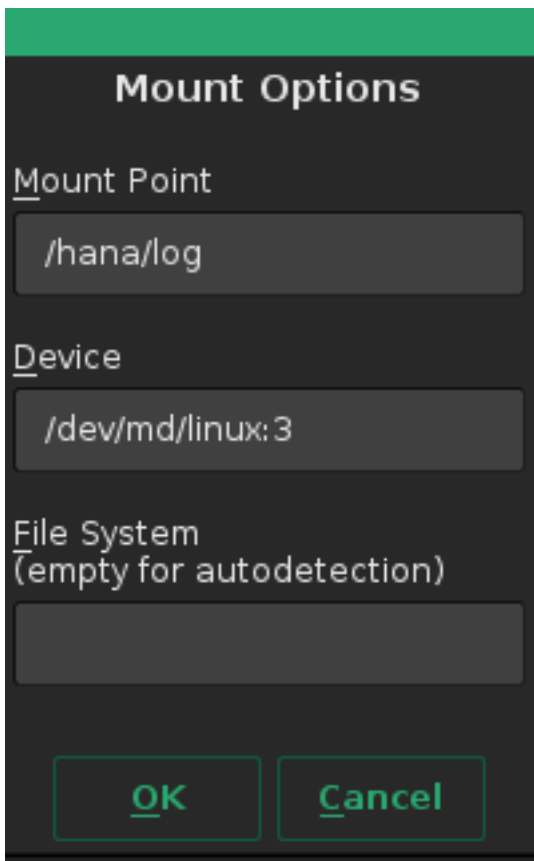 Mount Options
Mount Point
/hana/log
Device
/dev/md/linux:3
File System
(empty for autodetection)
OK
Cancel